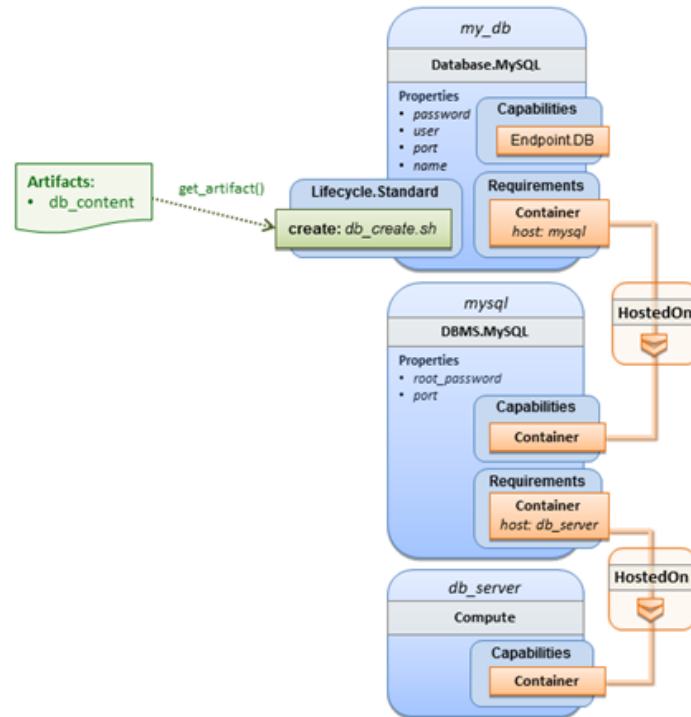 my_db
Database.MySQL
Properties
• password
• user
• port
• name
Capabilities
Endpoint.DB
Artifacts:
• db_content
get_artifact()
Lifecycle.Standard
create: db_create.sh
Requirements
Container
host: mysql
HostedOn
mysql
DBMS.MySQL
Properties
• root_password
• port
Capabilities
Container
Requirements
Container
host: db_server
HostedOn
db_server
Compute
Capabilities
Container